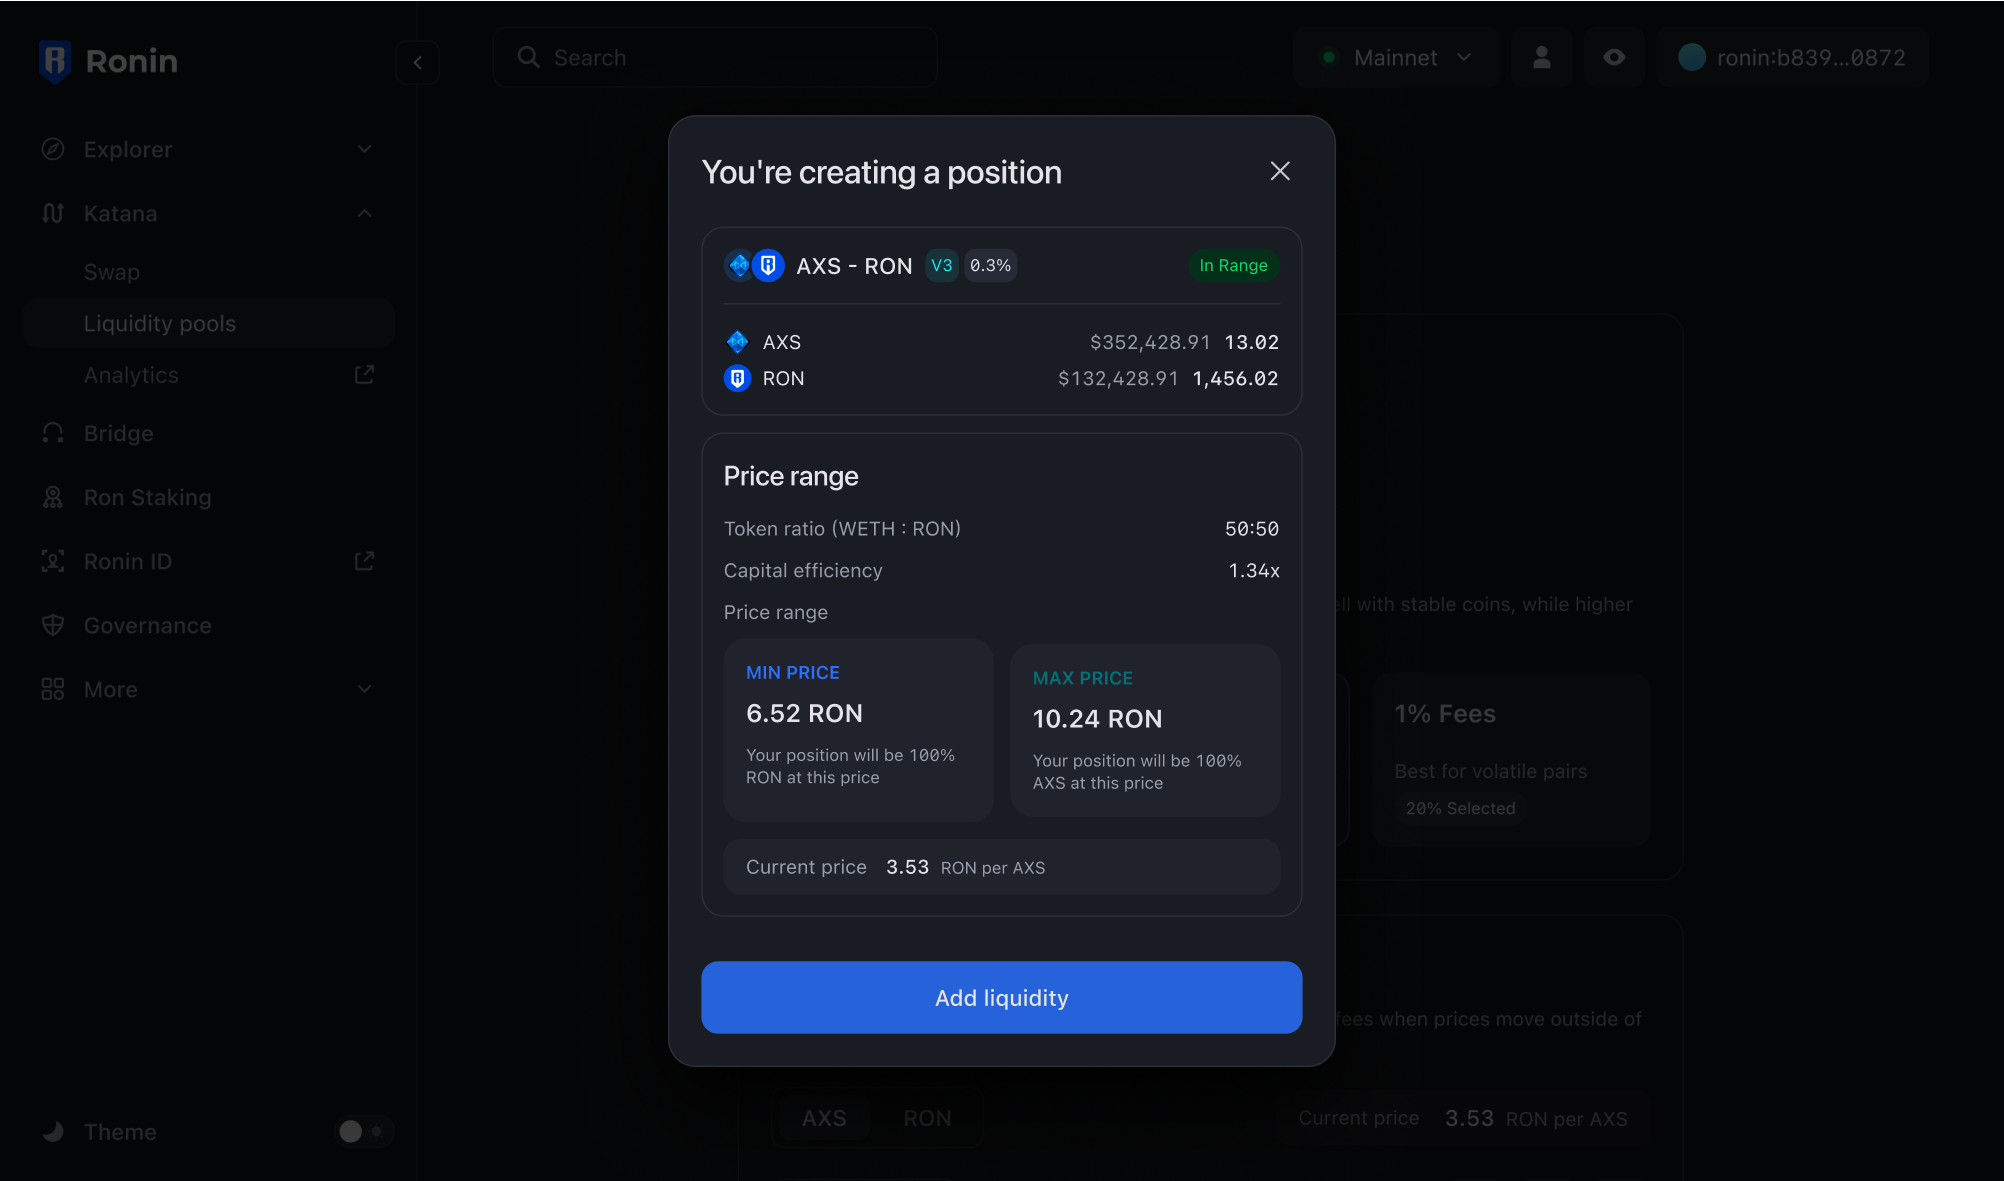 Ronin
Search
Mainnet
ronin:b839...0872
Explorer
Katana
Swap
Liquidity pools
Analytics
Bridge
Ron Staking
Ronin ID
Governance
More
Theme
You're creating a position
AXS - RON V3 0.3% In Range
AXS $352,428.91 13.02
RON $132,428.91 1,456.02
Price range
Token ratio (WETH : RON) 50:50
Capital efficiency 1.34x
Price range
MIN PRICE
6.52 RON
Your position will be 100%
RON at this price
MAX PRICE
10.24 RON
Your position will be 100%
AXS at this price
Current price 3.53 RON per AXS
Add liquidity
with stable coins, while higher
1% Fees
Best for volatile pairs
20% Selected
fees when prices move outside of
AXS RON
Current price 3.53 RON per AXS